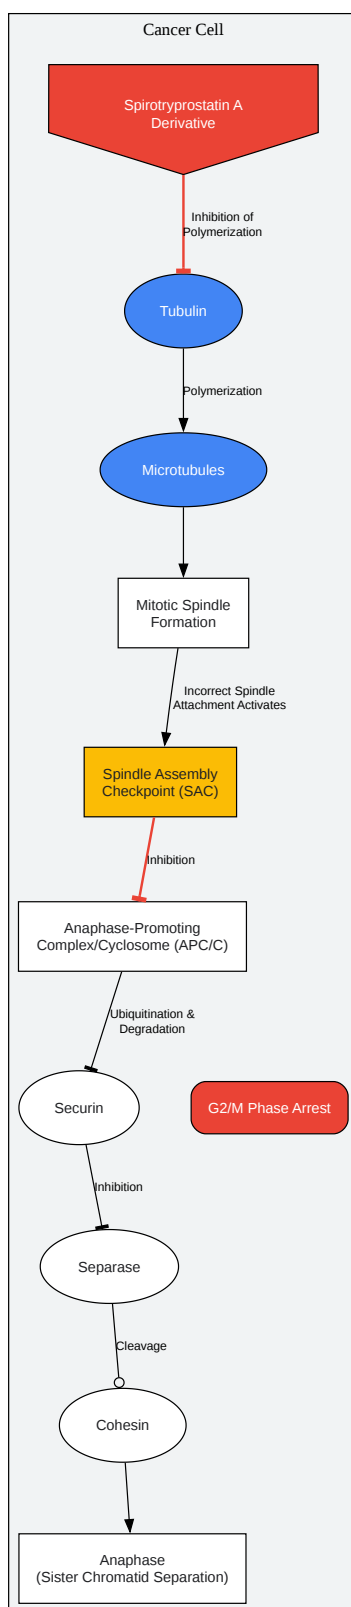 Cancer Cell
Spirotryprostatin A
Derivative
Inhibition of
Polymerization
Tubulin
Polymerization
Microtubules
Mitotic Spindle
Formation
Incorrect Spindle
Attachment Activates
Spindle Assembly
Checkpoint (SAC)
Inhibition
Anaphase-Promoting
Complex/Cyclosome (APC/C)
Ubiquitination &
Degradation
Securin
G2/M Phase Arrest
Inhibition
Separase
Cleavage
Cohesin
Anaphase
(Sister Chromatid Separation)